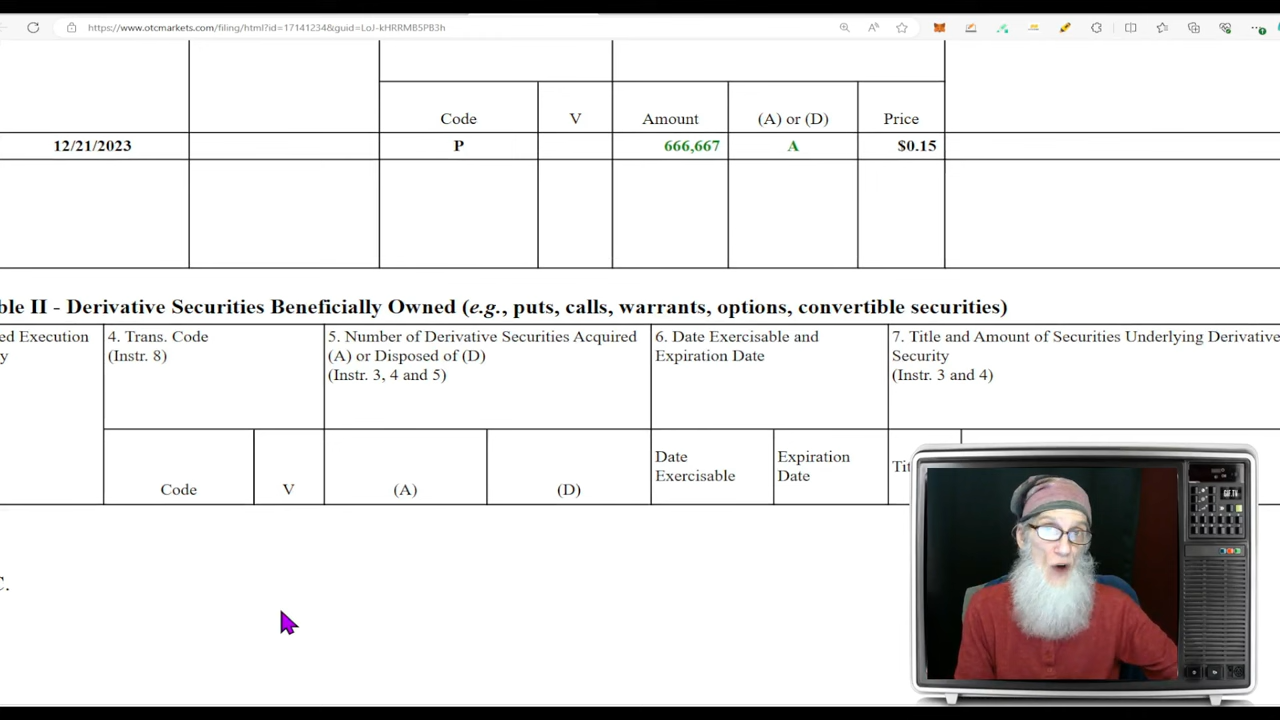 https://www.otcmarkets.com/filing/html?id=17141234&guid=LoJ-kHRRMB5PB3h
Code V Amount (A) or (D) Price
12/21/2023 P 666,667 A $0.15
ble II - Derivative Securities Beneficially Owned (e.g., puts, calls, warrants, options, convertible securities)
ed Execution 4. Trans. Code 5. Number of Derivative Securities Acquired 6. Date Exercisable and 7. Title and Amount of Securities Underlying Derivative
y (Instr. 8) (A) or Disposed of (D) Expiration Date Security
(Instr. 3, 4 and 5) (Instr. 3 and 4)
Date Expiration
Exercisable Date Tit
Code V (A) (D)
C.
GIF.TV